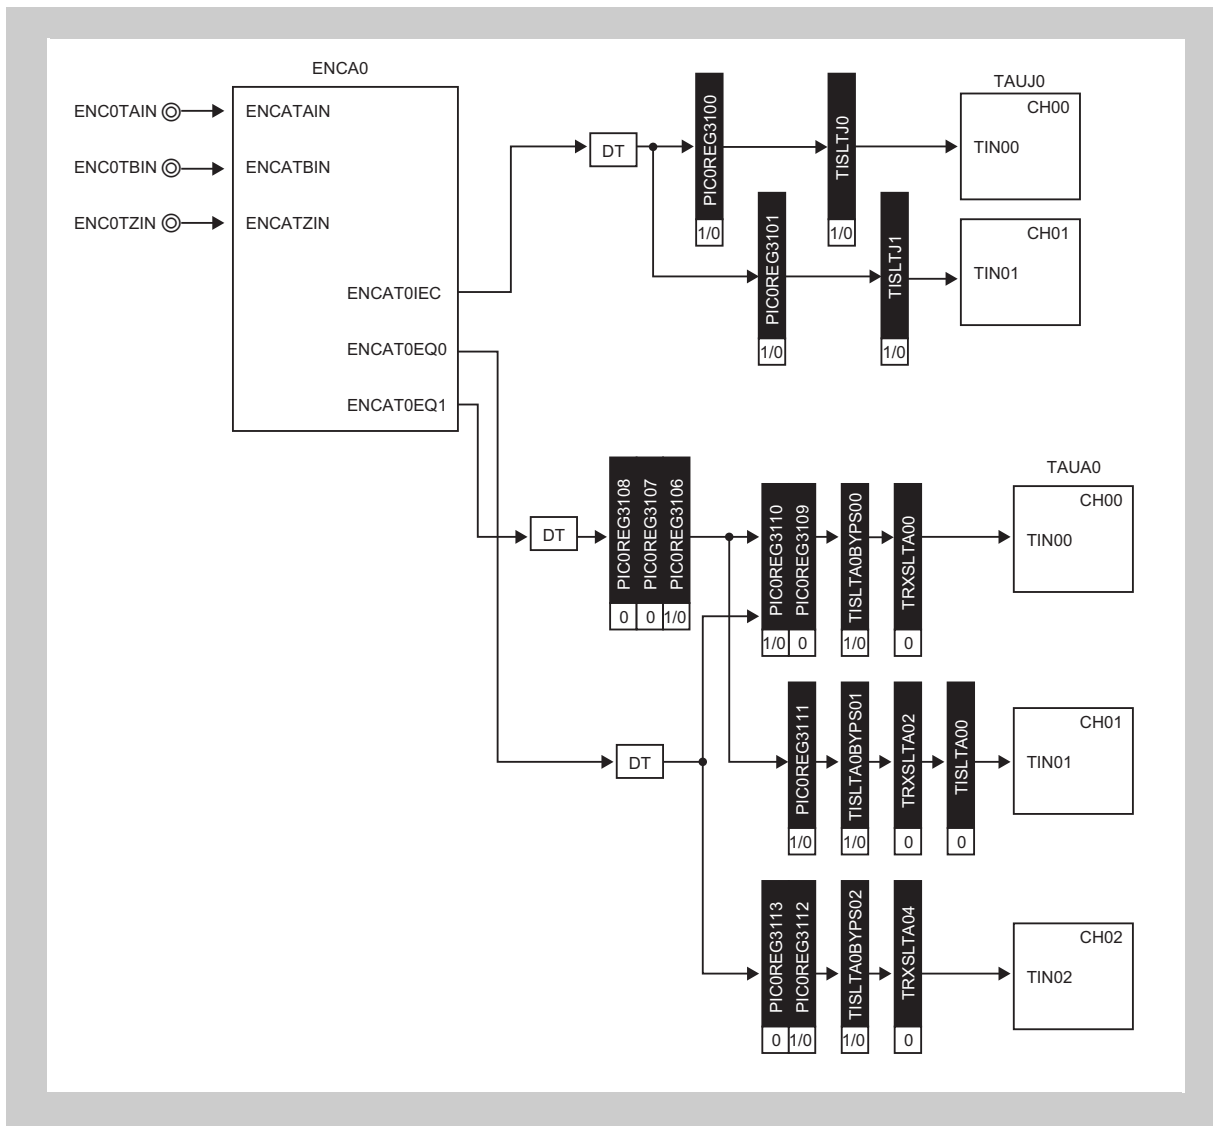 ENCA0
ENC0TAIN
ENCATAIN
ENC0TBIN
ENCATBIN
ENC0TZIN
ENCATZIN
ENCAT0IEC
ENCAT0EQ0
ENCAT0EQ1
DT
PIC0REG3100
1/0
TISLTJ0
1/0
TAUJ0
CH00
TIN00
PIC0REG3101
1/0
TISLTJ1
1/0
CH01
TIN01
DT
PIC0REG3108
PIC0REG3107
PIC0REG3106
0
0
1/0
PIC0REG3110
PIC0REG3109
1/0
0
TISLTA0BYPS00
1/0
TRXSLTA00
0
TAUA0
CH00
TIN00
DT
PIC0REG3111
1/0
TISLTA0BYPS01
1/0
TRXSLTA02
0
TISLTA00
0
CH01
TIN01
PIC0REG3113
PIC0REG3112
0
1/0
TISLTA0BYPS02
1/0
TRXSLTA04
0
CH02
TIN02